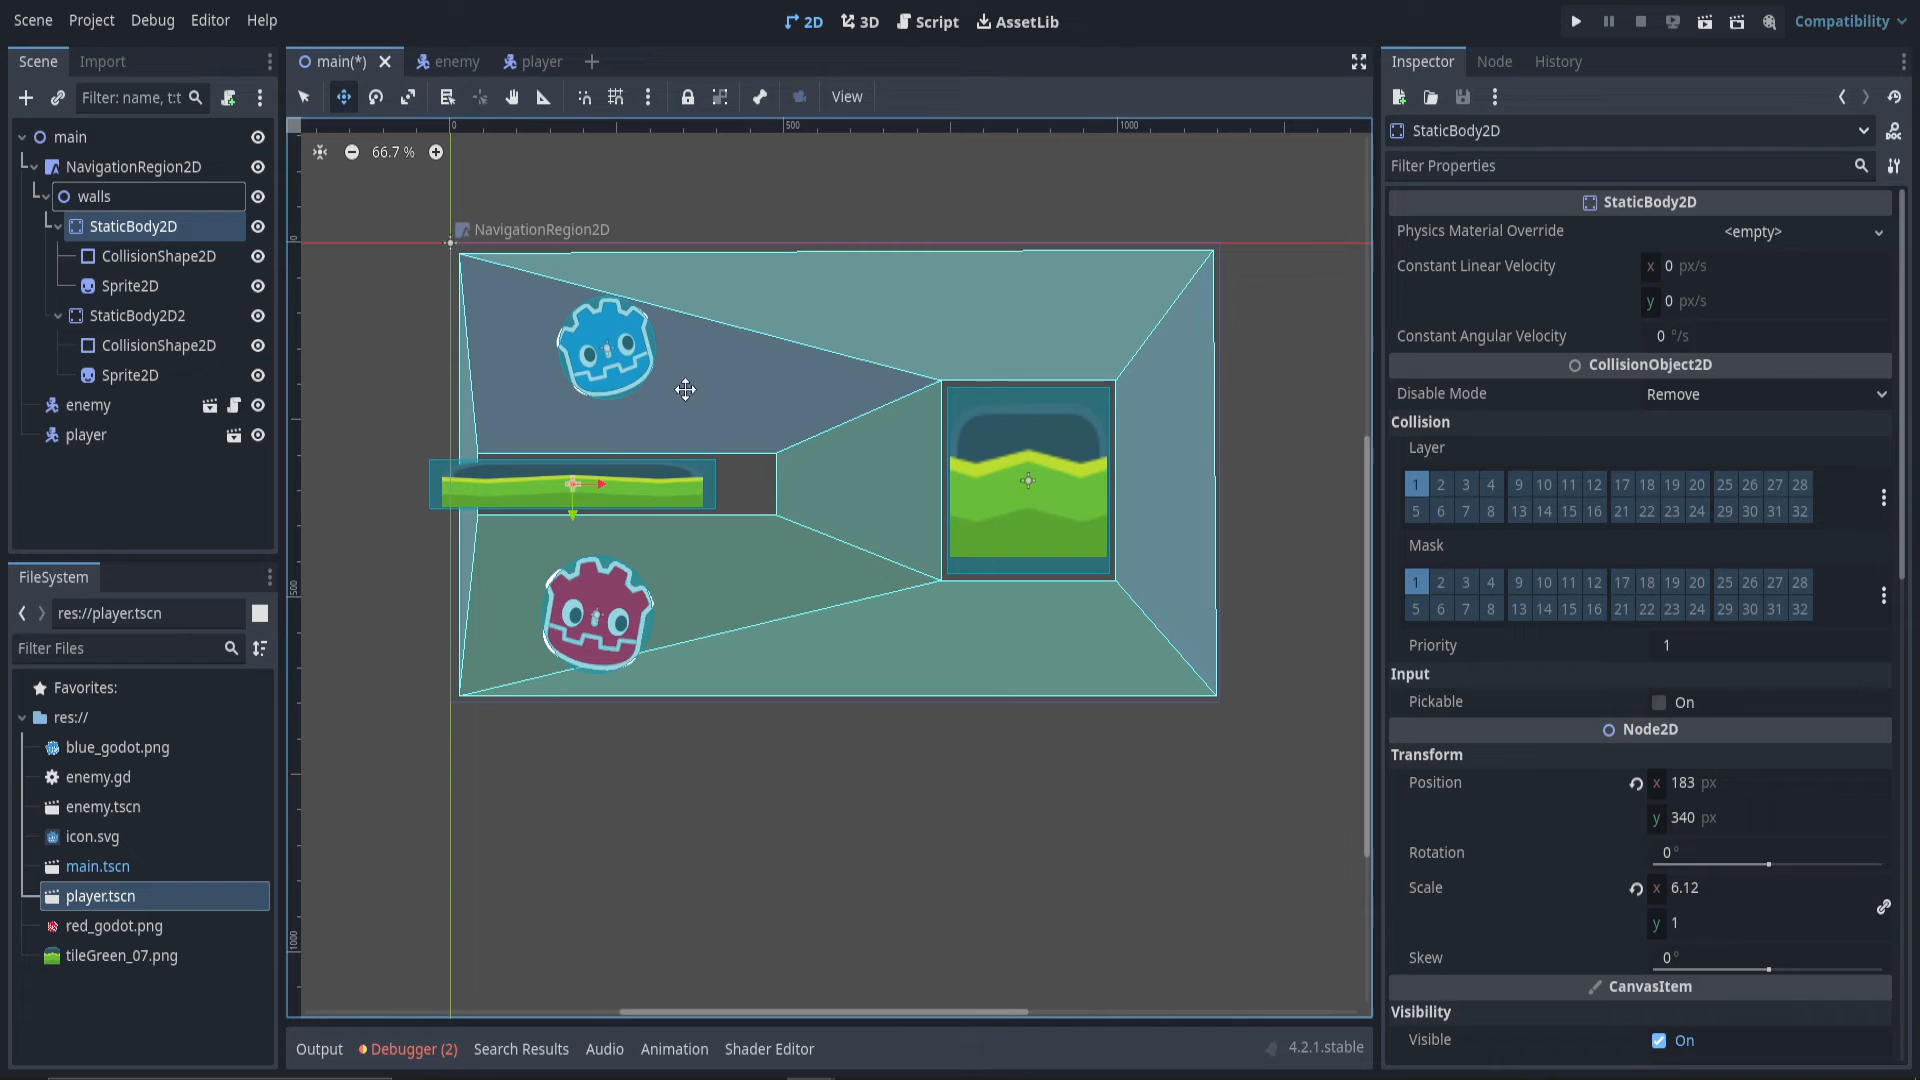 Scene Project Debug Editor Help
2D 3D Script AssetLib
Compatibility
Scene Import
Filter: name, t:t
main
NavigationRegion2D
walls
StaticBody2D
CollisionShape2D
Sprite2D
StaticBody2D2
CollisionShape2D
Sprite2D
enemy
player
FileSystem
res://player.tscn
Filter Files
Favorites:
res://
blue_godot.png
enemy.gd
enemy.tscn
icon.svg
main.tscn
player.tscn
red_godot.png
tileGreen_07.png
main(*) enemy player
View
0 500 1000
66.7 %
0
500
1000
NavigationRegion2D
Output Debugger (2) Search Results Audio Animation Shader Editor 4.2.1.stable
Inspector Node History
StaticBody2D
Filter Properties
StaticBody2D
Physics Material Override <empty>
Constant Linear Velocity x 0 px/s
y 0 px/s
Constant Angular Velocity 0 °/s
CollisionObject2D
Disable Mode Remove
Collision
Layer
1 2 3 4 9 10 11 12 17 18 19 20 25 26 27 28
5 6 7 8 13 14 15 16 21 22 23 24 29 30 31 32
Mask
1 2 3 4 9 10 11 12 17 18 19 20 25 26 27 28
5 6 7 8 13 14 15 16 21 22 23 24 29 30 31 32
Priority 1
Input
Pickable On
Node2D
Transform
Position x 183 px
y 340 px
Rotation 0 °
Scale x 6.12
y 1
Skew 0 °
CanvasItem
Visibility
Visible On